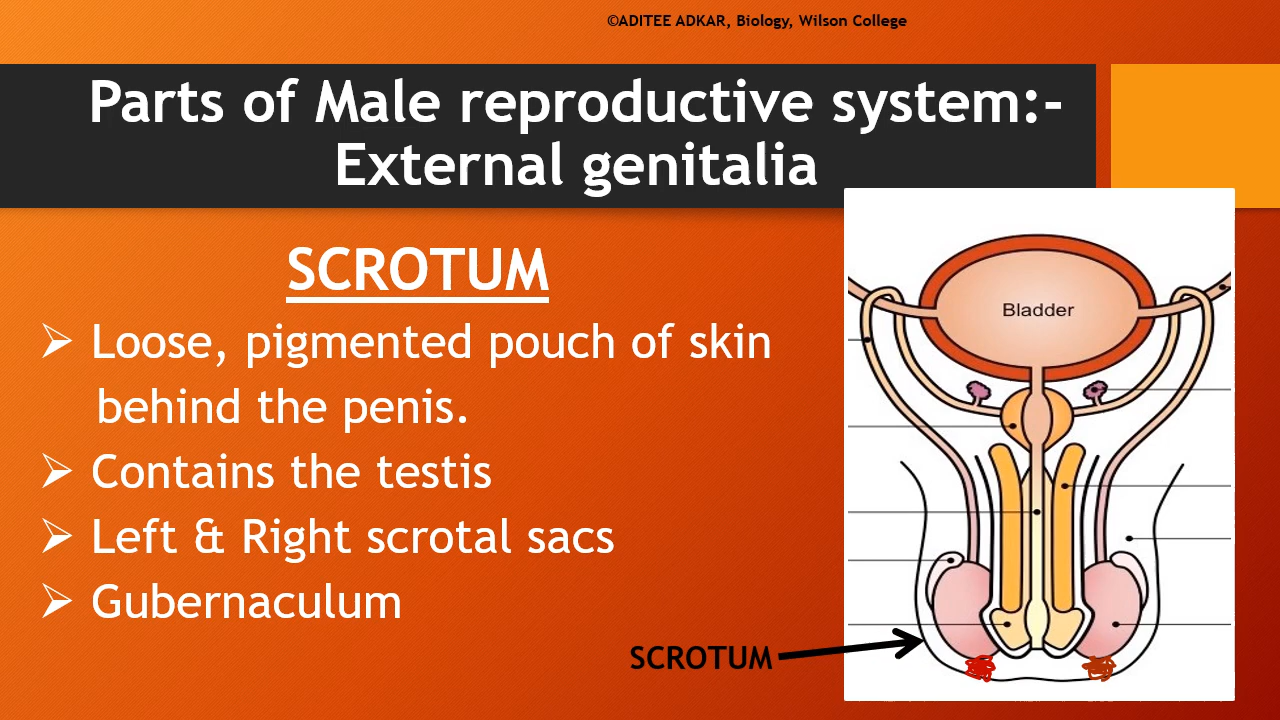 ©ADITEE ADKAR, Biology, Wilson College
Parts of Male reproductive system:-
External genitalia
SCROTUM
➢ Loose, pigmented pouch of skin
behind the penis.
➢ Contains the testis
➢ Left & Right scrotal sacs
➢ Gubernaculum
Bladder
SCROTUM